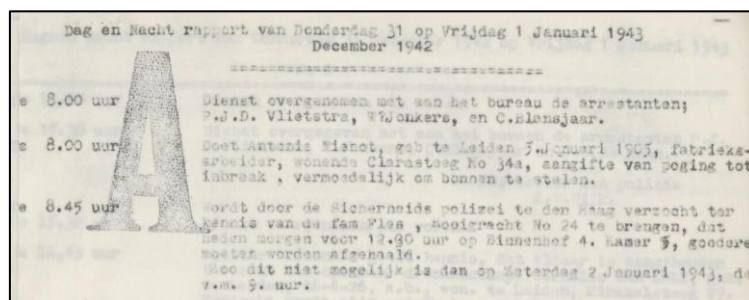 Dag en Nacht rapport van Donderdag 31 op Vrijdag 1 Januari 1943
December 1942
===========================
e 8.00 uur Dienst overgenomen met aan het bureau de arrestanten;
P.J.D. Vlietstra, W.Jonkers, en C.Blansjaar.
e 8.00 uur Doet Antonie Mienot, geb te Leiden 5.Januari 1905, fabrieks-
arbeider, wonende Clarasteeg No 34a, aangifte van poging tot
inbraak , vermoedelijk om bonnen te stelen.
e 8.45 uur Wordt door de Sicherheids polizei te den Haag verzocht ter
kennis van de fam Fles , Hooigracht No 24 te brengen, dat
heden morgen voor 12.00 uur op Binnenhof 4. Kamer 5, goedere
moeten worden afgehaald.
Zoo dit niet mogelijk is dan op Zaterdag 2 Januari 1943, de
v.m. 9. uur.
A